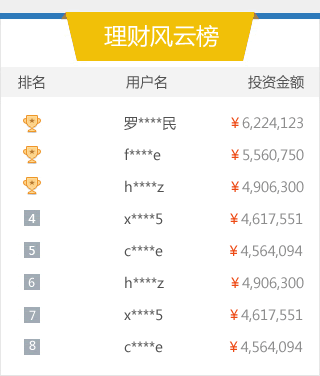 理财风云榜
排名 用户名 投资金额
罗****民 ¥6,224,123
f****e ¥5,560,750
h****z ¥4,906,300
4 x****5 ¥4,617,551
5 c****e ¥4,564,094
6 h****z ¥4,906,300
7 x****5 ¥4,617,551
8 c****e ¥4,564,094